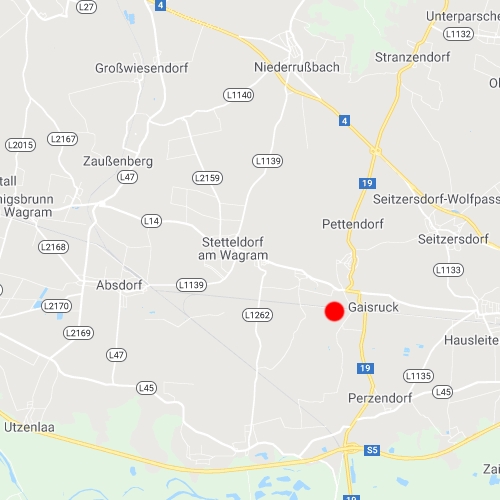 L27
4
Unterparsche
L1132
Stranzendorf
Großwiesendorf
Niederrußbach
L1140
4
L2015
L2167
Zaußenberg
L1139
L2159
L47
19
tall
nigsbrunn
Wagram
Seitzersdorf-Wolfpass
L14
Pettendorf
Stetteldorf
am Wagram
Seitzersdorf
L2168
L1133
Absdorf
L1139
L2170
L1262
Gaisruck
L2169
Hausleite
L47
19
L1135
L45
L45
Perzendorf
Utzenlaa
S5
Zai
19